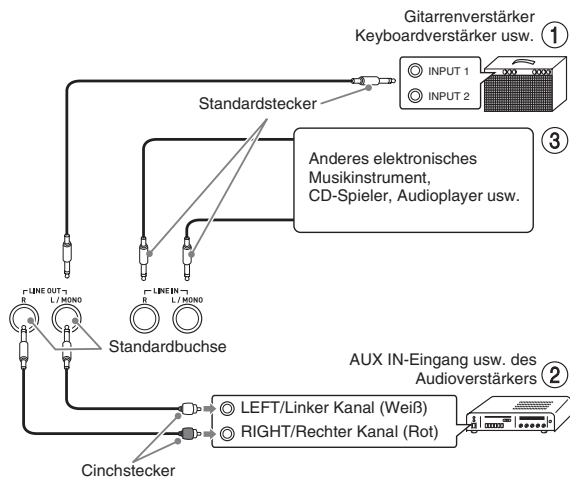 Gitarrenverstärker
Keyboardverstärker usw. ①
INPUT 1
INPUT 2
Standardstecker
③
Anderes elektronisches
Musikinstrument,
CD-Spieler, Audioplayer usw.
LINE OUT
R L / MONO
LINE IN
R L / MONO
Standardbuchse
AUX IN-Eingang usw. des
Audioverstärkers ②
LEFT/Linker Kanal (Weiß)
RIGHT/Rechter Kanal (Rot)
Cinchstecker